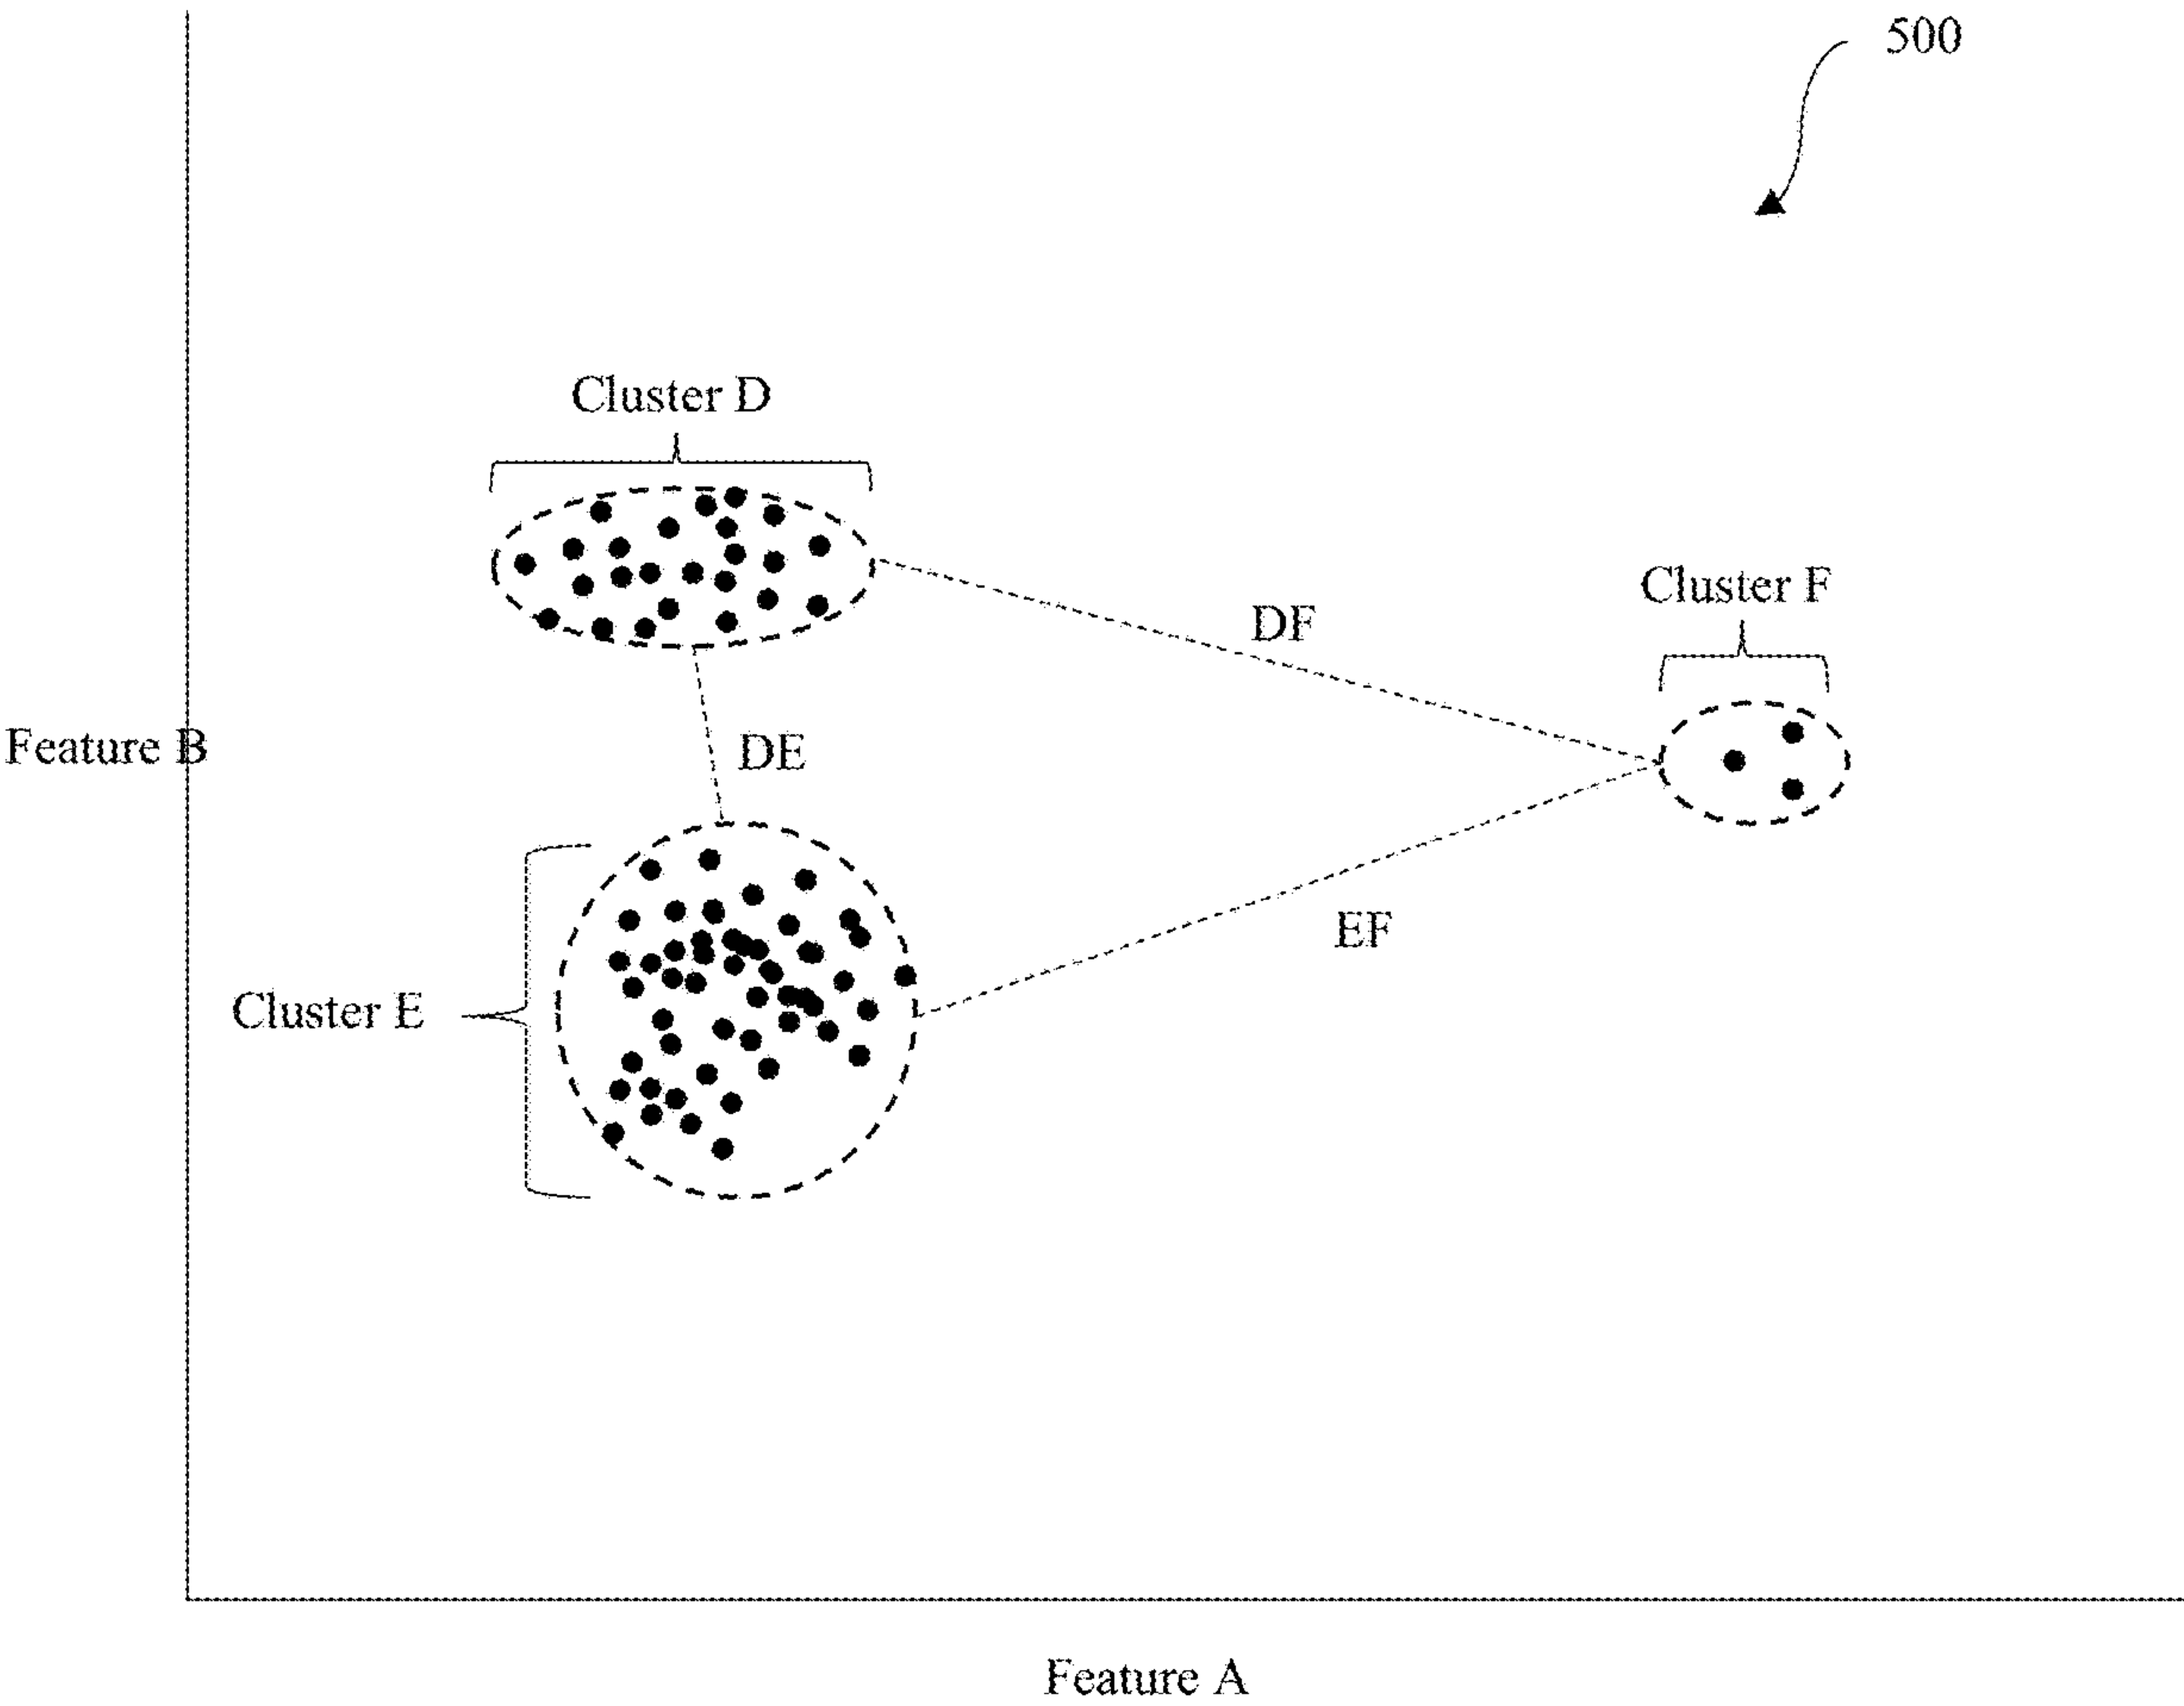 500
Cluster D
Cluster F
DF
Feature B
DE
EF
Cluster E
Feature A